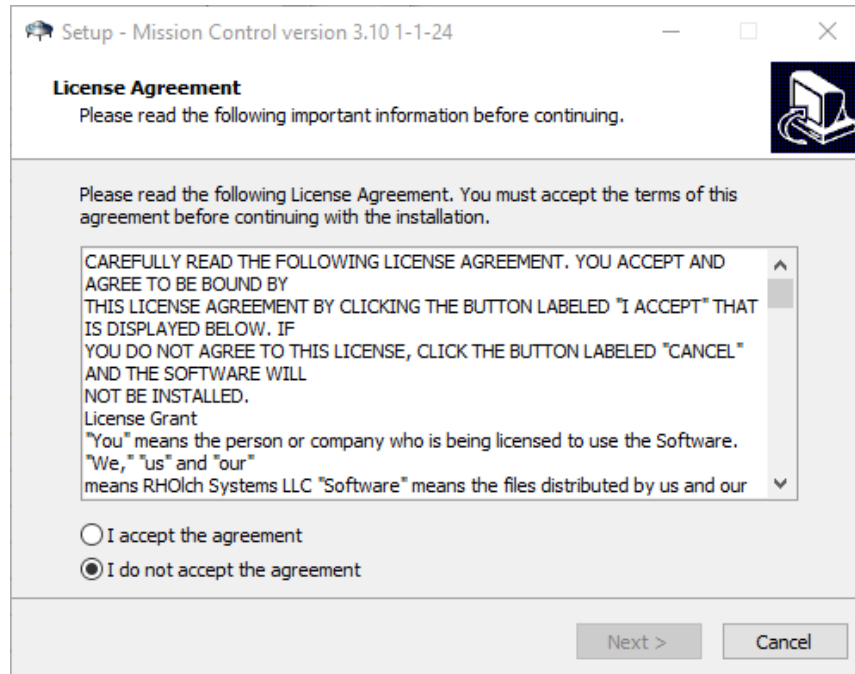 Setup - Mission Control version 3.10 1-1-24
License Agreement
Please read the following important information before continuing.
Please read the following License Agreement. You must accept the terms of this
agreement before continuing with the installation.
CAREFULLY READ THE FOLLOWING LICENSE AGREEMENT. YOU ACCEPT AND
AGREE TO BE BOUND BY
THIS LICENSE AGREEMENT BY CLICKING THE BUTTON LABELED "I ACCEPT" THAT
IS DISPLAYED BELOW. IF
YOU DO NOT AGREE TO THIS LICENSE, CLICK THE BUTTON LABELED "CANCEL"
AND THE SOFTWARE WILL
NOT BE INSTALLED.
License Grant
"You" means the person or company who is being licensed to use the Software.
"We," "us" and "our"
means RHOlch Systems LLC "Software" means the files distributed by us and our
I accept the agreement
I do not accept the agreement
Next >
Cancel